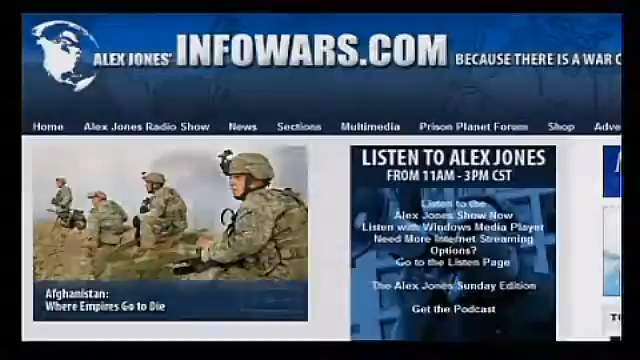 ALEX JONES' INFOWARS.COM BECAUSE THERE IS A WAR
Home Alex Jones Radio Show News Sections Multimedia Prison Planet Forum Shop
LISTEN TO ALEX JONES
FROM 11AM - 3PM CST
Listen to the
Alex Jones Show Now
Listen with Windows Media Player
Need More Internet Streaming
Options?
Go to the Listen Page
The Alex Jones Sunday Edition
Get the Podcast
Afghanistan:
Where Empires Go to Die